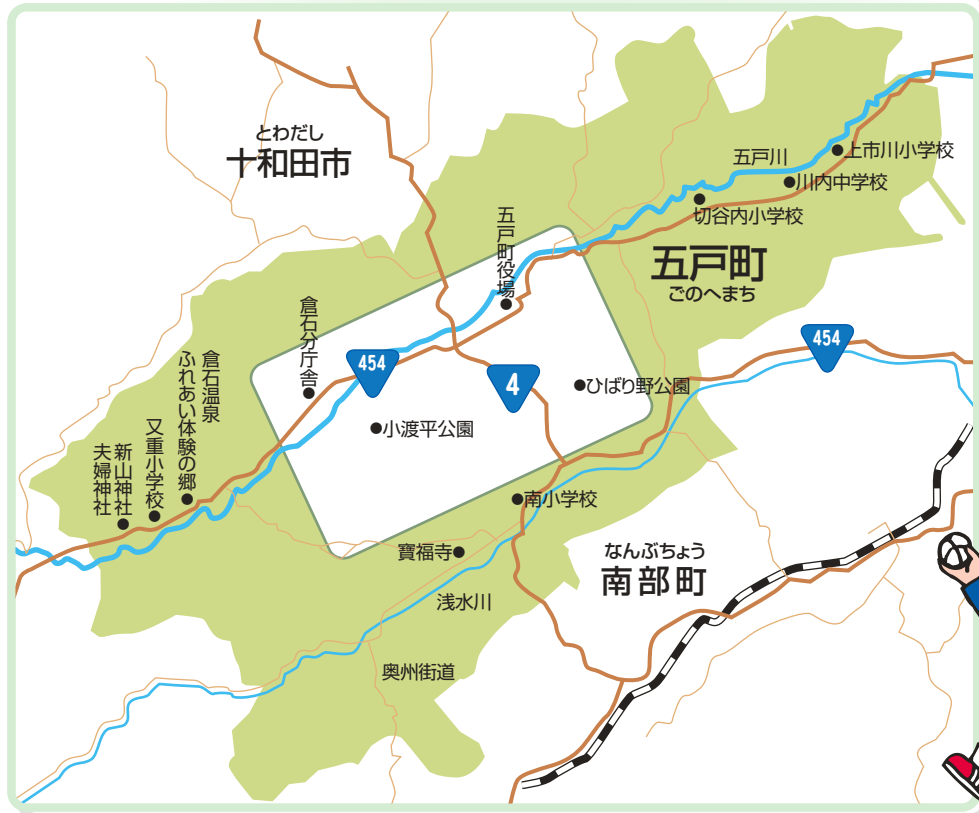 とわだし
十和田市
五戸川
上市川小学校
川内中学校
切谷内小学校
五戸町役場
五戸町
ごのへまち
倉石分庁舎
454
454
4
ひばり野公園
小渡平公園
倉石温泉
ふれあい体験の郷
又重小学校
新山神社
夫婦神社
南小学校
寶福寺
なんぶちょう
南部町
浅水川
奥州街道